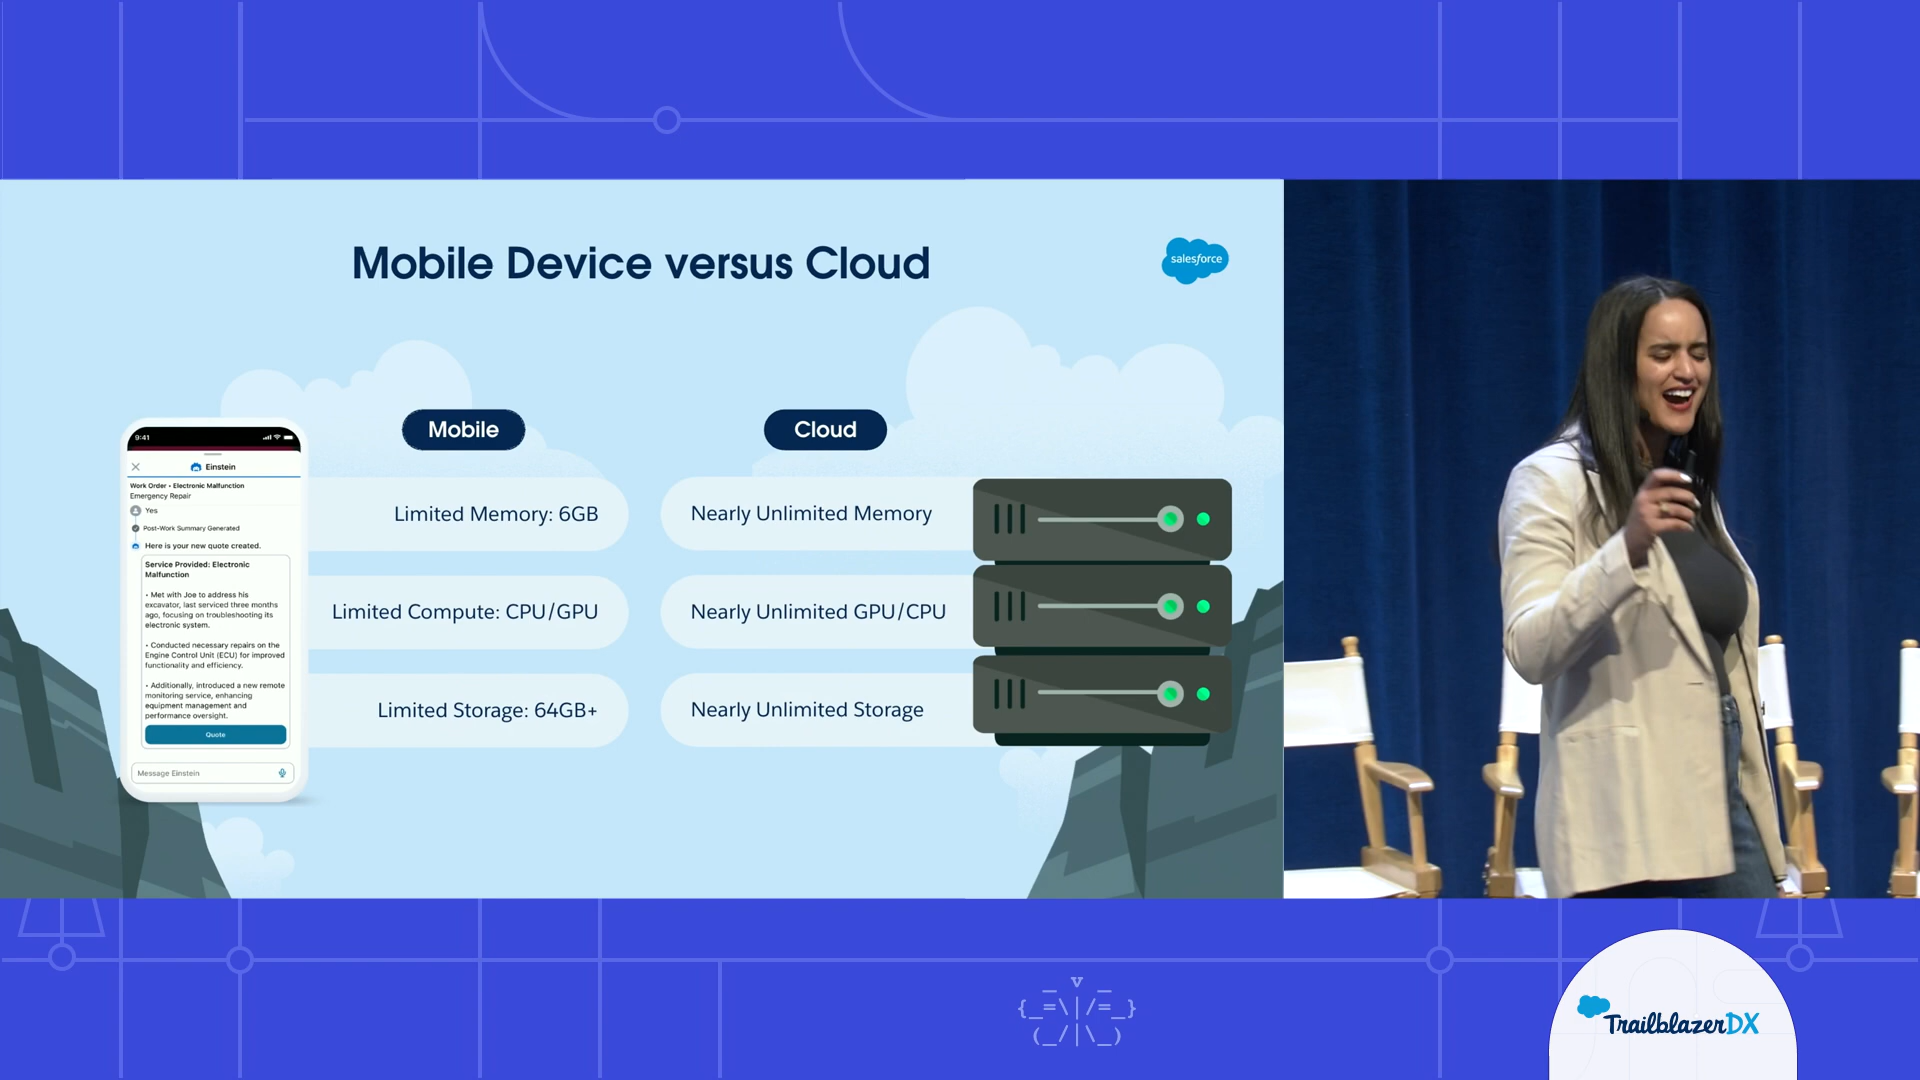 Mobile Device versus Cloud
salesforce
Mobile
Cloud
9:41
Einstein
Work Order • Electronic Malfunction
Emergency Repair
Yes
Post-Work Summary Generated
Here is your new quote created.
Service Provided: Electronic
Malfunction
• Met with Joe to address his
excavator, last serviced three months
ago, focusing on troubleshooting its
electronic system.
• Conducted necessary repairs on the
Engine Control Unit (ECU) for improved
functionality and efficiency.
• Additionally, introduced a new remote
monitoring service, enhancing
equipment management and
performance oversight.
Quote
Message Einstein
Limited Memory: 6GB
Nearly Unlimited Memory
Limited Compute: CPU/GPU
Nearly Unlimited GPU/CPU
Limited Storage: 64GB+
Nearly Unlimited Storage
TrailblazerDX